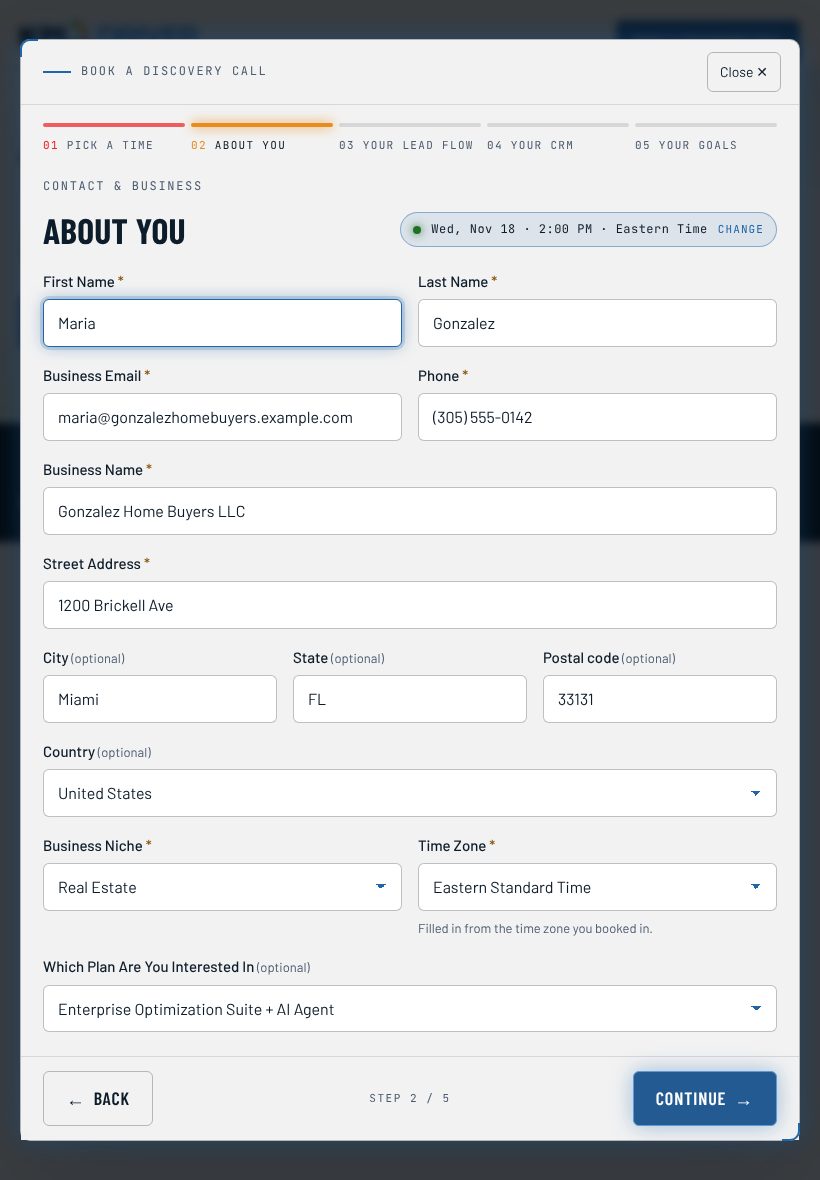 BOOK A DISCOVERY CALL
Close ✕
01 PICK A TIME
02 ABOUT YOU
03 YOUR LEAD FLOW
04 YOUR CRM
05 YOUR GOALS
CONTACT & BUSINESS
ABOUT YOU
Wed, Nov 18 · 2:00 PM · Eastern Time CHANGE
First Name *
Last Name *
Maria
Gonzalez
Business Email *
Phone *
maria@gonzalezhomebuyers.example.com
(305) 555-0142
Business Name *
Gonzalez Home Buyers LLC
Street Address *
1200 Brickell Ave
City (optional)
State (optional)
Postal code (optional)
Miami
FL
33131
Country (optional)
United States
Business Niche *
Time Zone *
Real Estate
Eastern Standard Time
Filled in from the time zone you booked in.
Which Plan Are You Interested In (optional)
Enterprise Optimization Suite + AI Agent
← BACK
STEP 2 / 5
CONTINUE →